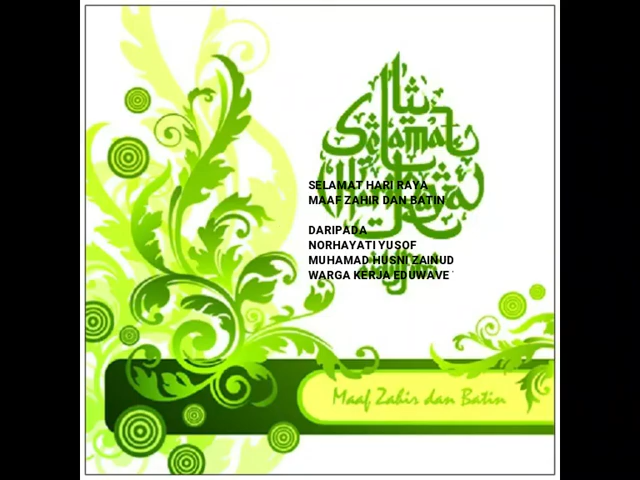 Selamat
SELAMAT HARI RAYA
MAAF ZAHIR DAN BATIN
DARIPADA
NORHAYATI YUSOF
MUHAMAD HUSNI ZAINUD
WARGA KERJA EDUWAVE
Maaf Zahir dan Batin